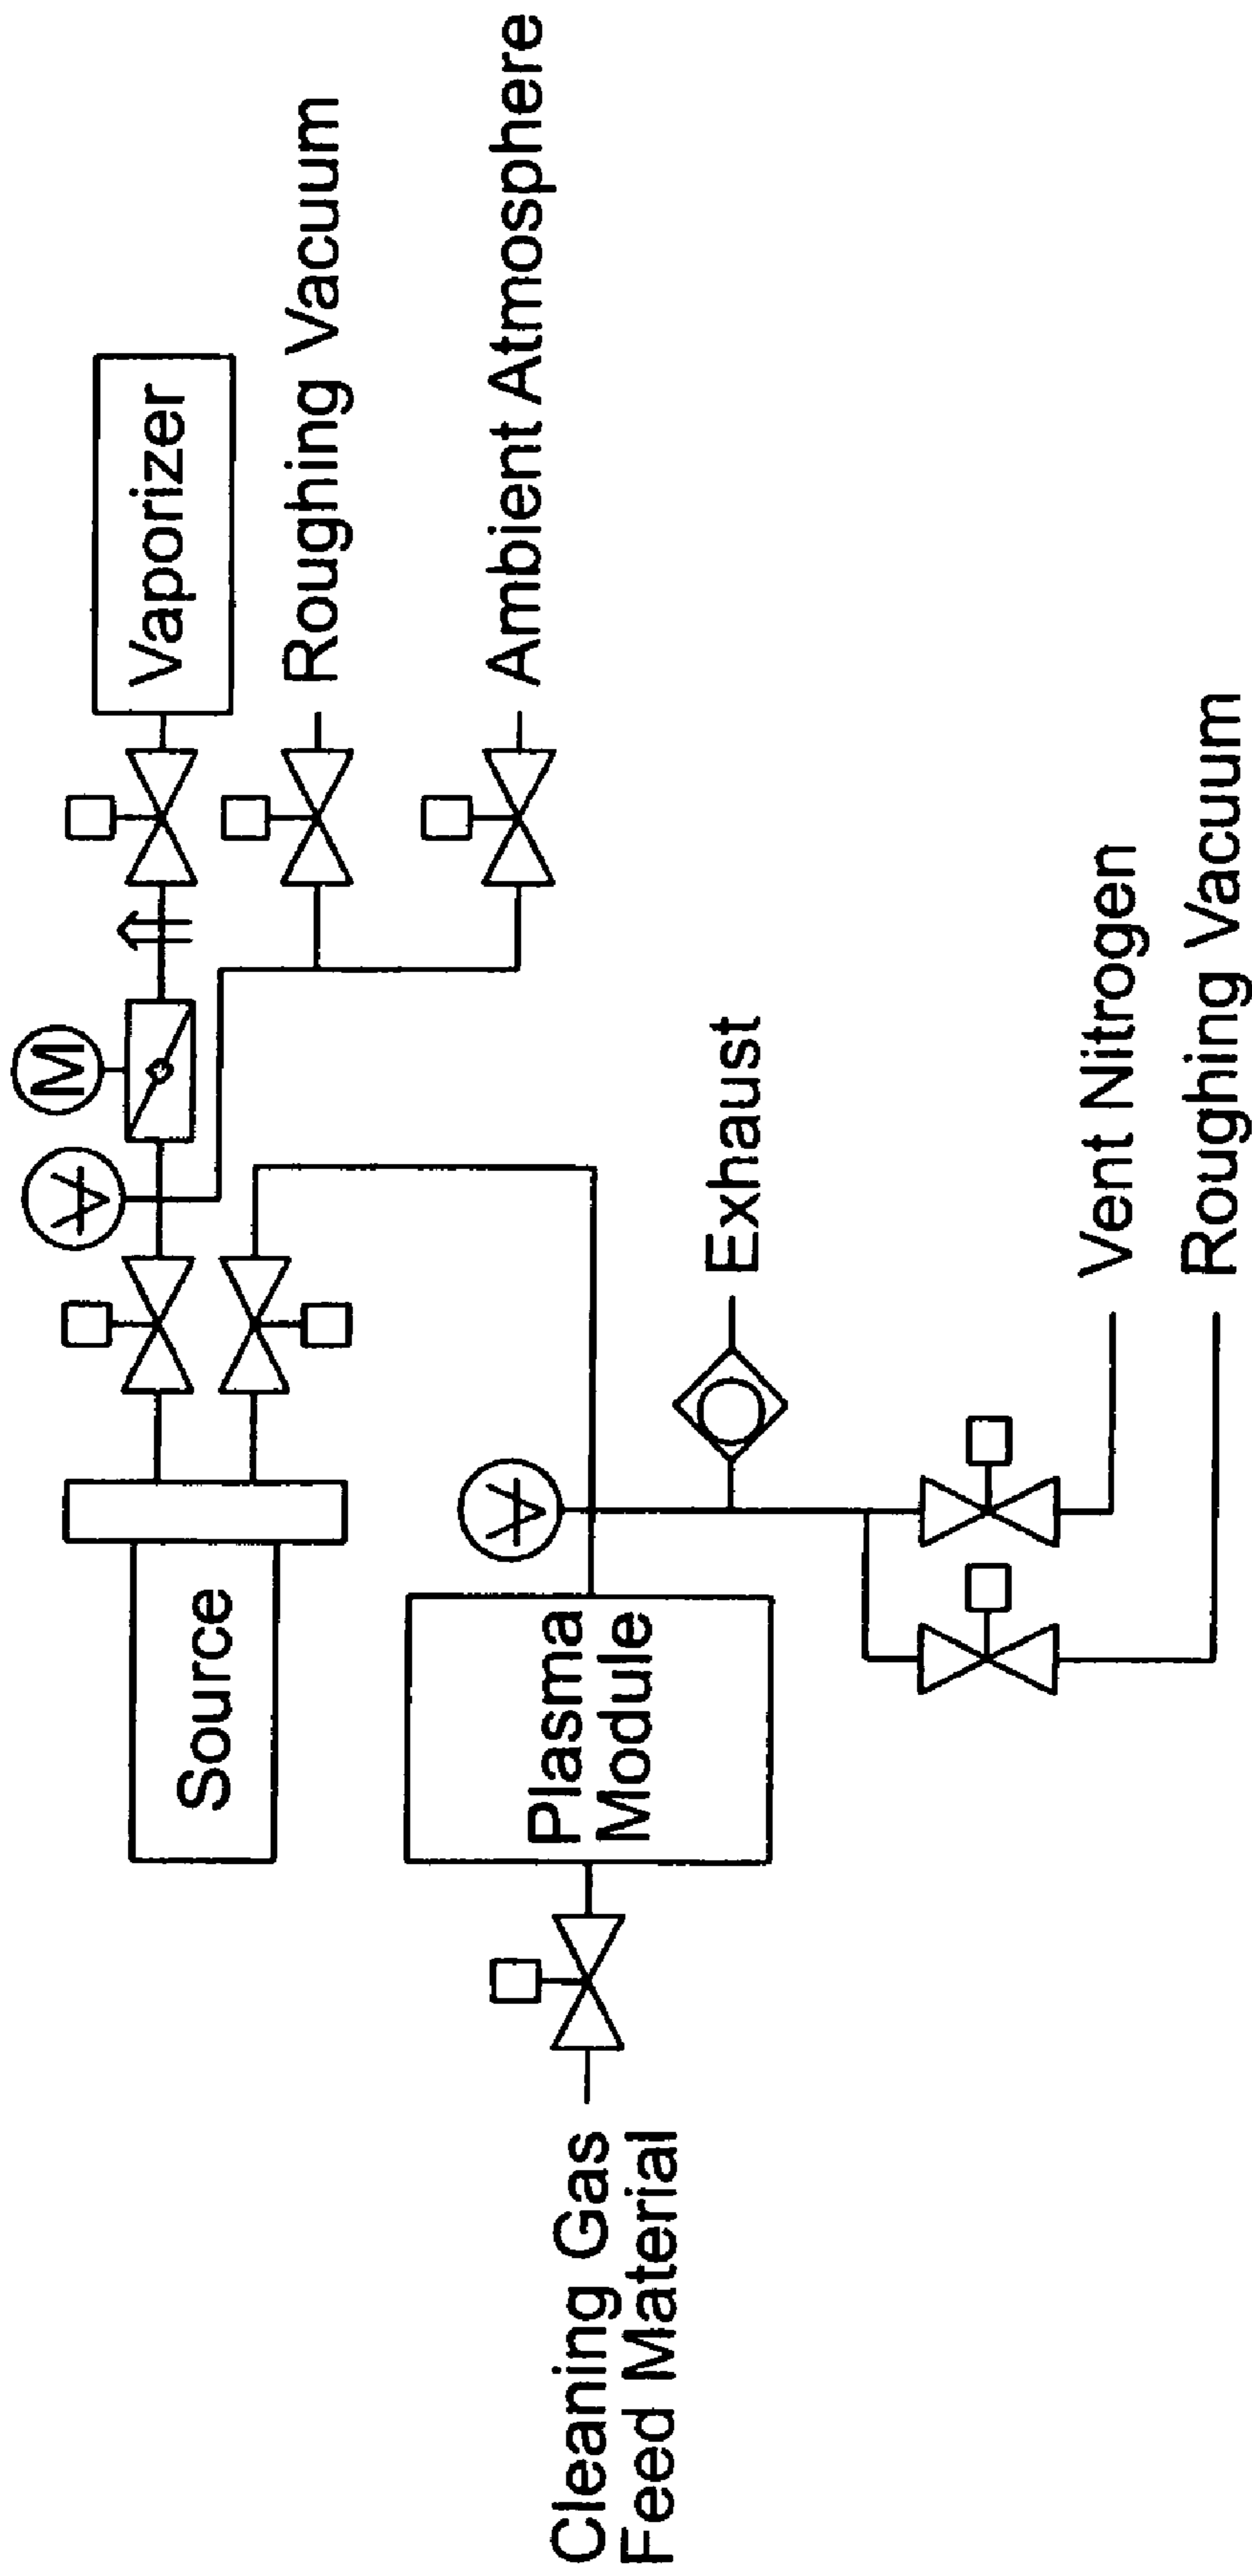 Source
Vaporizer
M
Roughing Vacuum
Ambient Atmosphere
Cleaning Gas
Feed Material
Plasma
Module
Exhaust
Vent Nitrogen
Roughing Vacuum